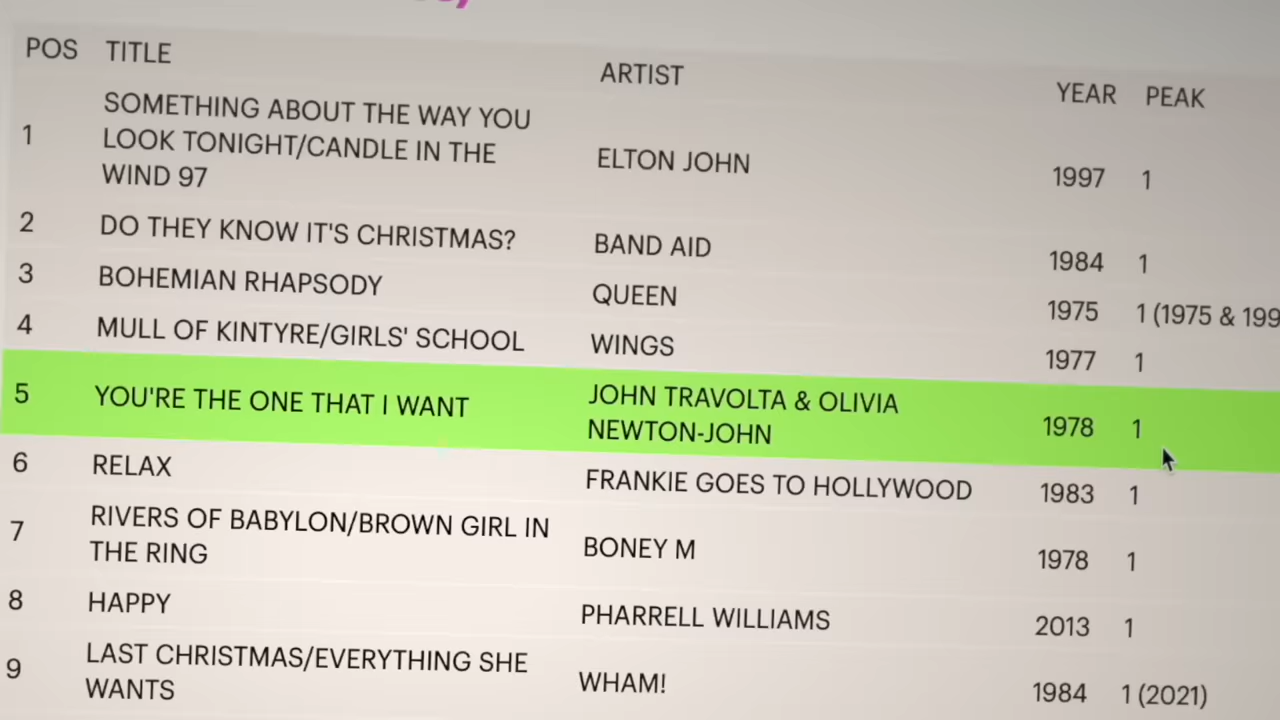 POS TITLE ARTIST YEAR PEAK
SOMETHING ABOUT THE WAY YOU
1 LOOK TONIGHT/CANDLE IN THE ELTON JOHN 1997 1
WIND 97
2 DO THEY KNOW IT'S CHRISTMAS? BAND AID 1984 1
3 BOHEMIAN RHAPSODY QUEEN 1975 1 (1975 & 199
4 MULL OF KINTYRE/GIRLS' SCHOOL WINGS 1977 1
5 YOU'RE THE ONE THAT I WANT JOHN TRAVOLTA & OLIVIA 1978 1
NEWTON-JOHN
6 RELAX FRANKIE GOES TO HOLLYWOOD 1983 1
7 RIVERS OF BABYLON/BROWN GIRL IN BONEY M 1978 1
THE RING
8 HAPPY PHARRELL WILLIAMS 2013 1
9 LAST CHRISTMAS/EVERYTHING SHE WHAM! 1984 1 (2021)
WANTS